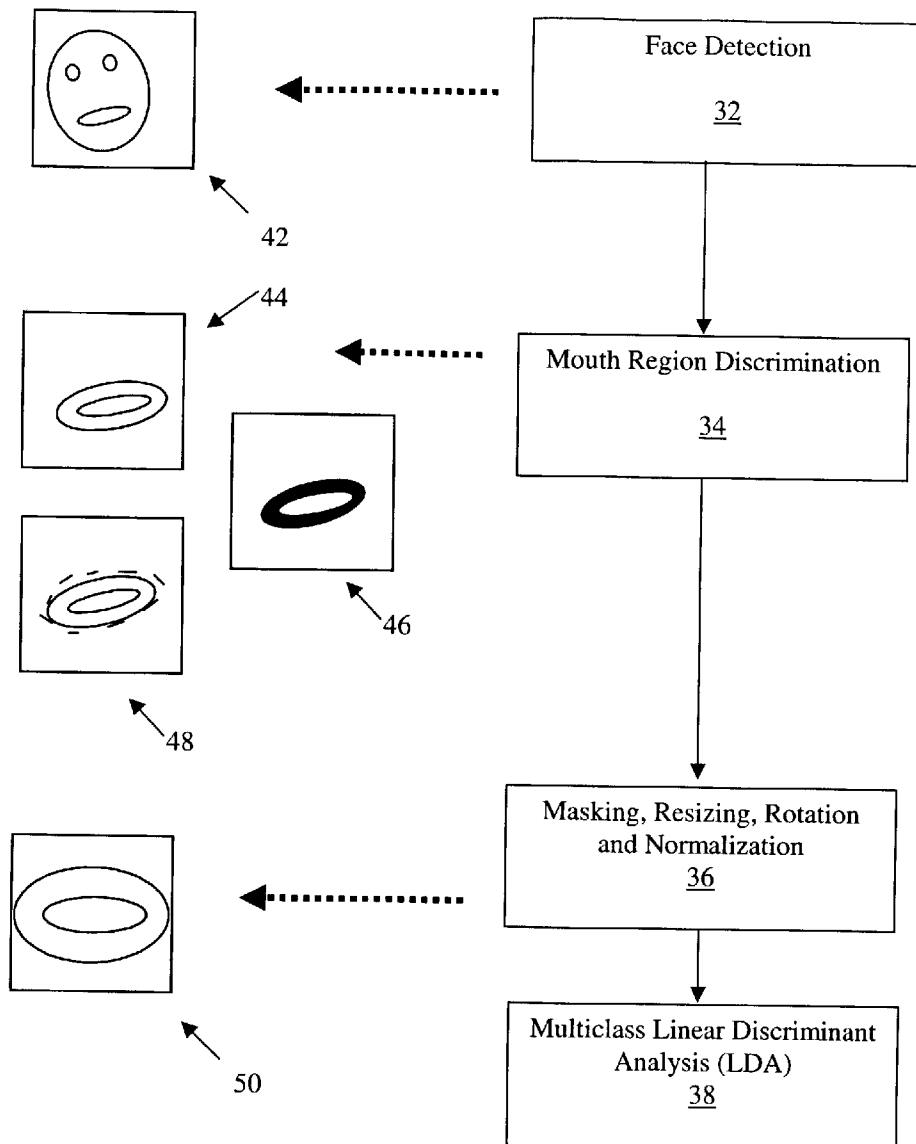 Face Detection
32
42
44
Mouth Region Discrimination
34
46
48
Masking, Resizing, Rotation
and Normalization
36
50
Multiclass Linear Discriminant
Analysis (LDA)
38